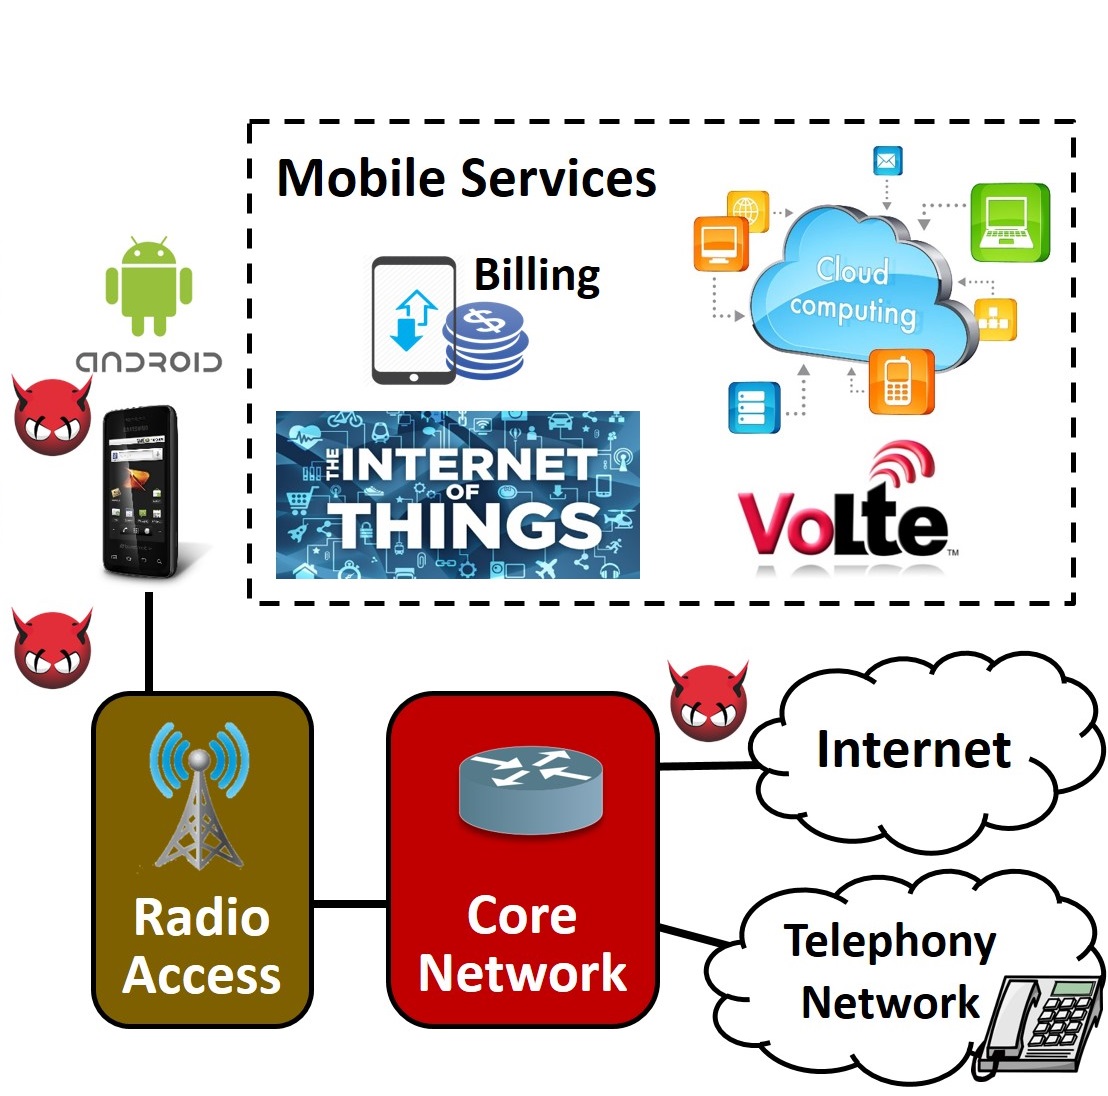 Mobile Services
Billing
Cloud
computing
ANDROID
THE
INTERNET
OF
THINGS
VoLte™
Internet
Radio
Access
Core
Network
Telephony
Network